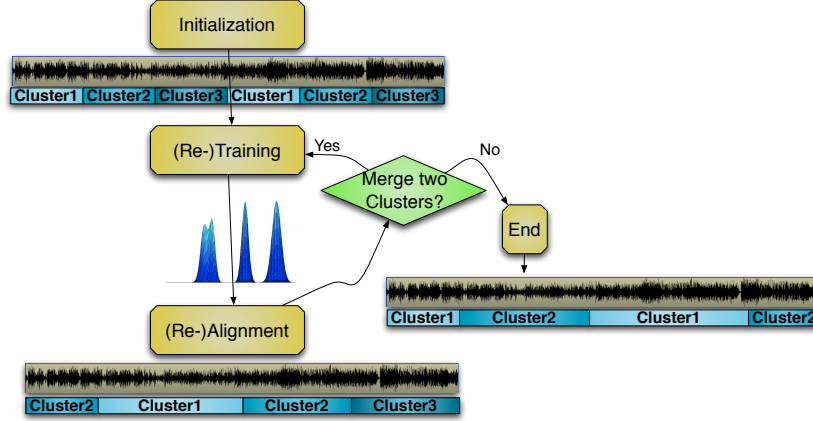 Initialization
Cluster1 Cluster2 Cluster3 Cluster1 Cluster2 Cluster3
(Re-)Training
Yes
No
Merge two
Clusters?
End
(Re-)Alignment
Cluster1 Cluster2 Cluster1 Cluster2
Cluster2 Cluster1 Cluster2 Cluster3